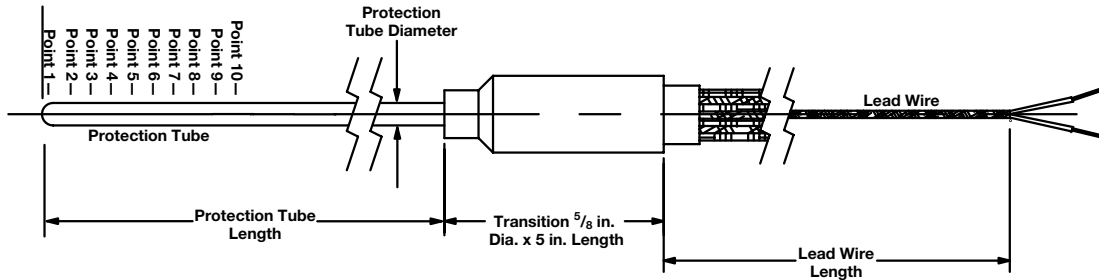 Point 1
Point 2
Point 3
Point 4
Point 5
Point 6
Point 7
Point 8
Point 9
Point 10
Protection
Tube Diameter
Lead Wire
Protection Tube
Protection Tube
Length
Transition 5/8 in.
Dia. x 5 in. Length
Lead Wire
Length